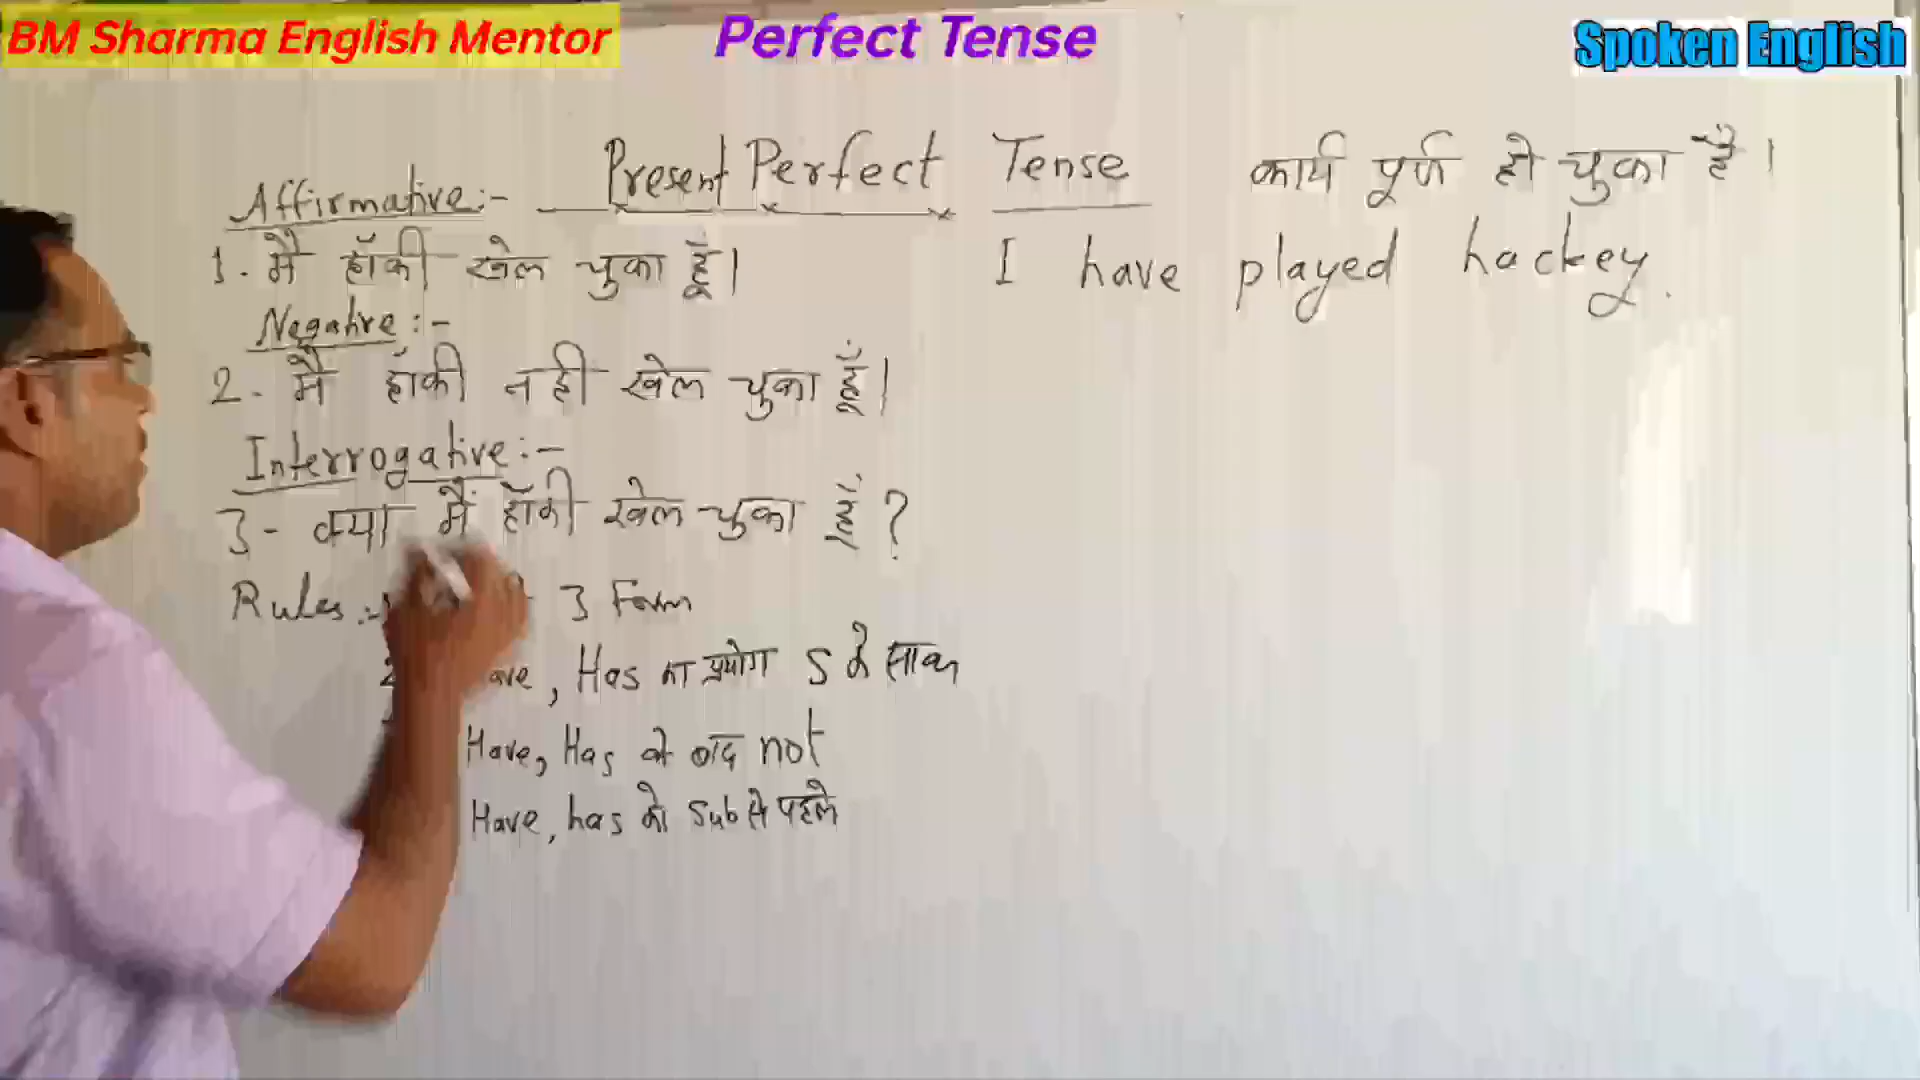 BM Sharma English Mentor
Perfect Tense
Spoken English
Present Perfect Tense कार्य पूर्ण हो चुका है।
Affirmative:-
1. मैं हॉकी खेल चुका हूँ। I have played hockey.
Negative:-
2. मैं हॉकी नही खेल चुका हूँ।
Interrogative:-
3- क्या मैं हॉकी खेल चुका हूँ?
Rules:- 3 Form
Has का प्रयोग S के साथ
Have, Has के बाद not
Have, has को Sub से पहले